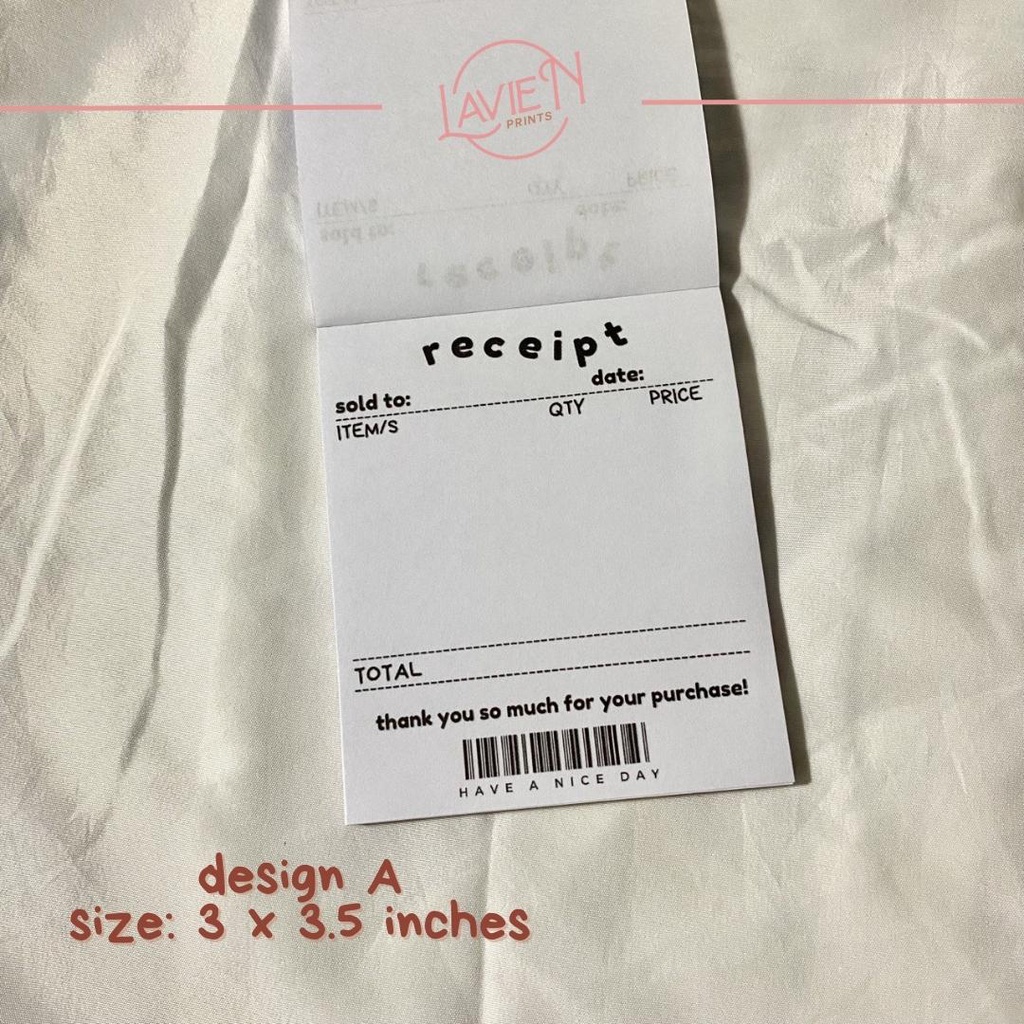 LAVIEN
PRINTS
receipt
sold to: date:
ITEM/S QTY PRICE
TOTAL
thank you so much for your purchase!
HAVE A NICE DAY
design A
size: 3 x 3.5 inches